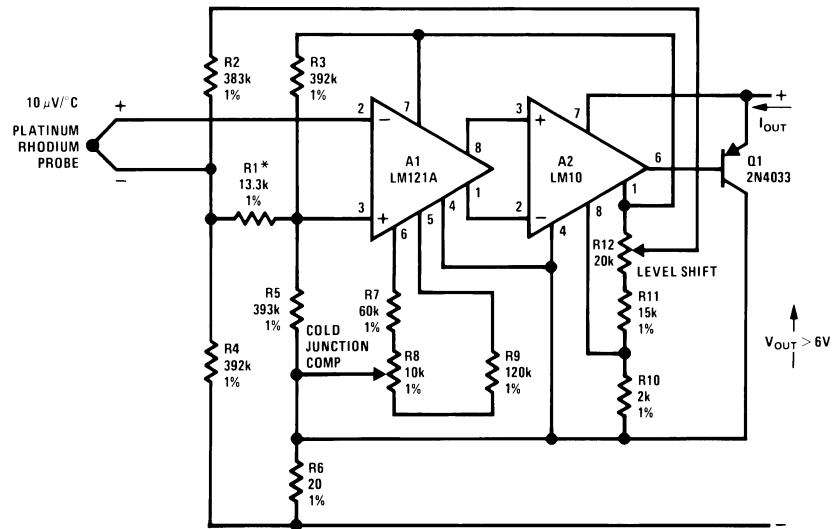 R2
383k
1%
R3
392k
1%
10 μV/°C
PLATINUM
RHODIUM
PROBE
+
−
R1*
13.3k
1%
2
−
3
+
7
A1
LM121A
8
1
6
5
4
3
+
2
−
7
A2
LM10
6
1
8
4
+
IOUT
Q1
2N4033
R12
20k
LEVEL SHIFT
R11
15k
1%
VOUT > 6V
R5
393k
1%
COLD
JUNCTION
COMP
R7
60k
1%
R4
392k
1%
R8
10k
1%
R9
120k
1%
R10
2k
1%
R6
20
1%
−